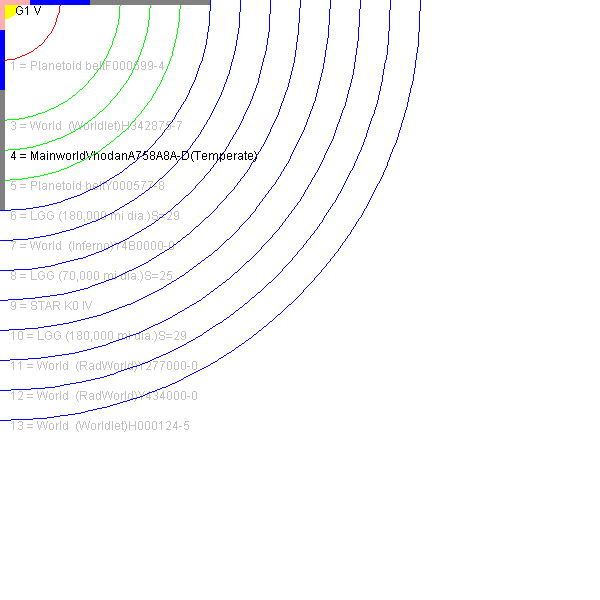 G1 V
1 = Planetoid beltF000699-4
3 = World (Worldlet)H342875-7
4 = MainworldVhodanA758A8A-D(Temperate)
5 = Planetoid beltY000577-8
6 = LGG (180,000 mi dia.)S=29
7 = World (Inferno)Y4B0000-0
8 = LGG (70,000 mi dia.)S=25
9 = STAR K0 IV
10 = LGG (180,000 mi dia.)S=29
11 = World (RadWorld)Y277000-0
12 = World (RadWorld)Y434000-0
13 = World (Worldlet)H000124-5